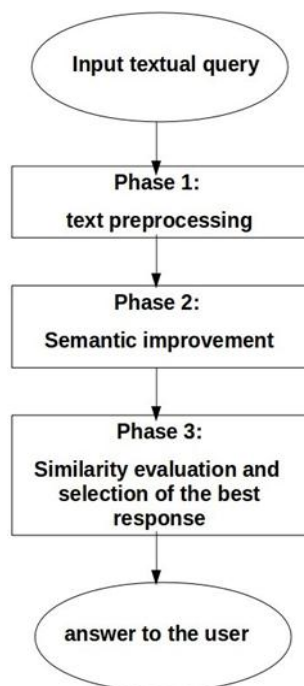 Input textual query
Phase 1:
text preprocessing
Phase 2:
Semantic improvement
Phase 3:
Similarity evaluation and
selection of the best
response
answer to the user